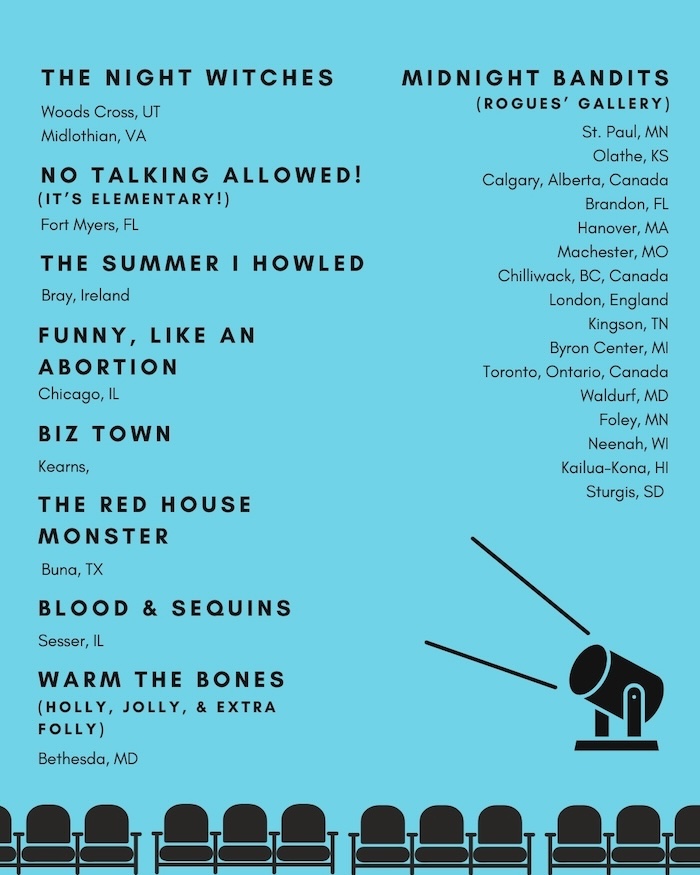 THE NIGHT WITCHES
Woods Cross, UT
Midlothian, VA
NO TALKING ALLOWED!
(IT'S ELEMENTARY!)
Fort Myers, FL
THE SUMMER I HOWLED
Bray, Ireland
FUNNY, LIKE AN
ABORTION
Chicago, IL
BIZ TOWN
Kearns,
THE RED HOUSE
MONSTER
Buna, TX
BLOOD & SEQUINS
Sesser, IL
WARM THE BONES
(HOLLY, JOLLY, & EXTRA
FOLLY)
Bethesda, MD
MIDNIGHT BANDITS
(ROGUES' GALLERY)
St. Paul, MN
Olathe, KS
Calgary, Alberta, Canada
Brandon, FL
Hanover, MA
Machester, MO
Chilliwack, BC, Canada
London, England
Kingson, TN
Byron Center, MI
Toronto, Ontario, Canada
Waldurf, MD
Foley, MN
Neenah, WI
Kailua-Kona, HI
Sturgis, SD